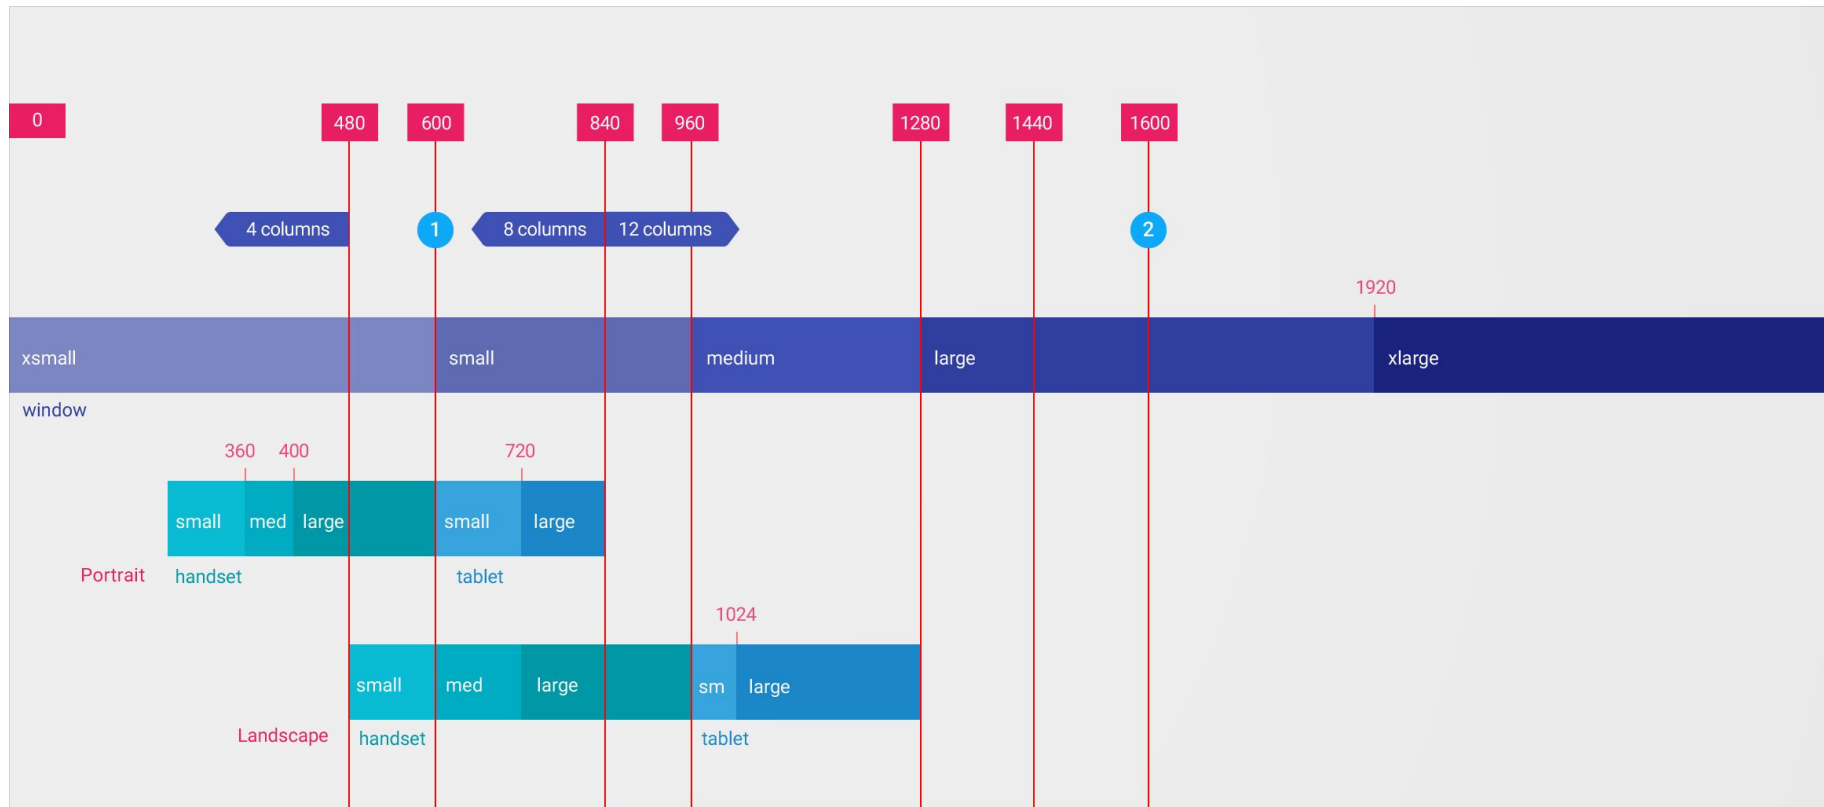 0 480 600 840 960 1280 1440 1600
4 columns 1 8 columns 12 columns 2
1920
xsmall small medium large xlarge
window
360 400 720
small med large small large
Portrait handset tablet
1024
small med large sm large
Landscape handset tablet